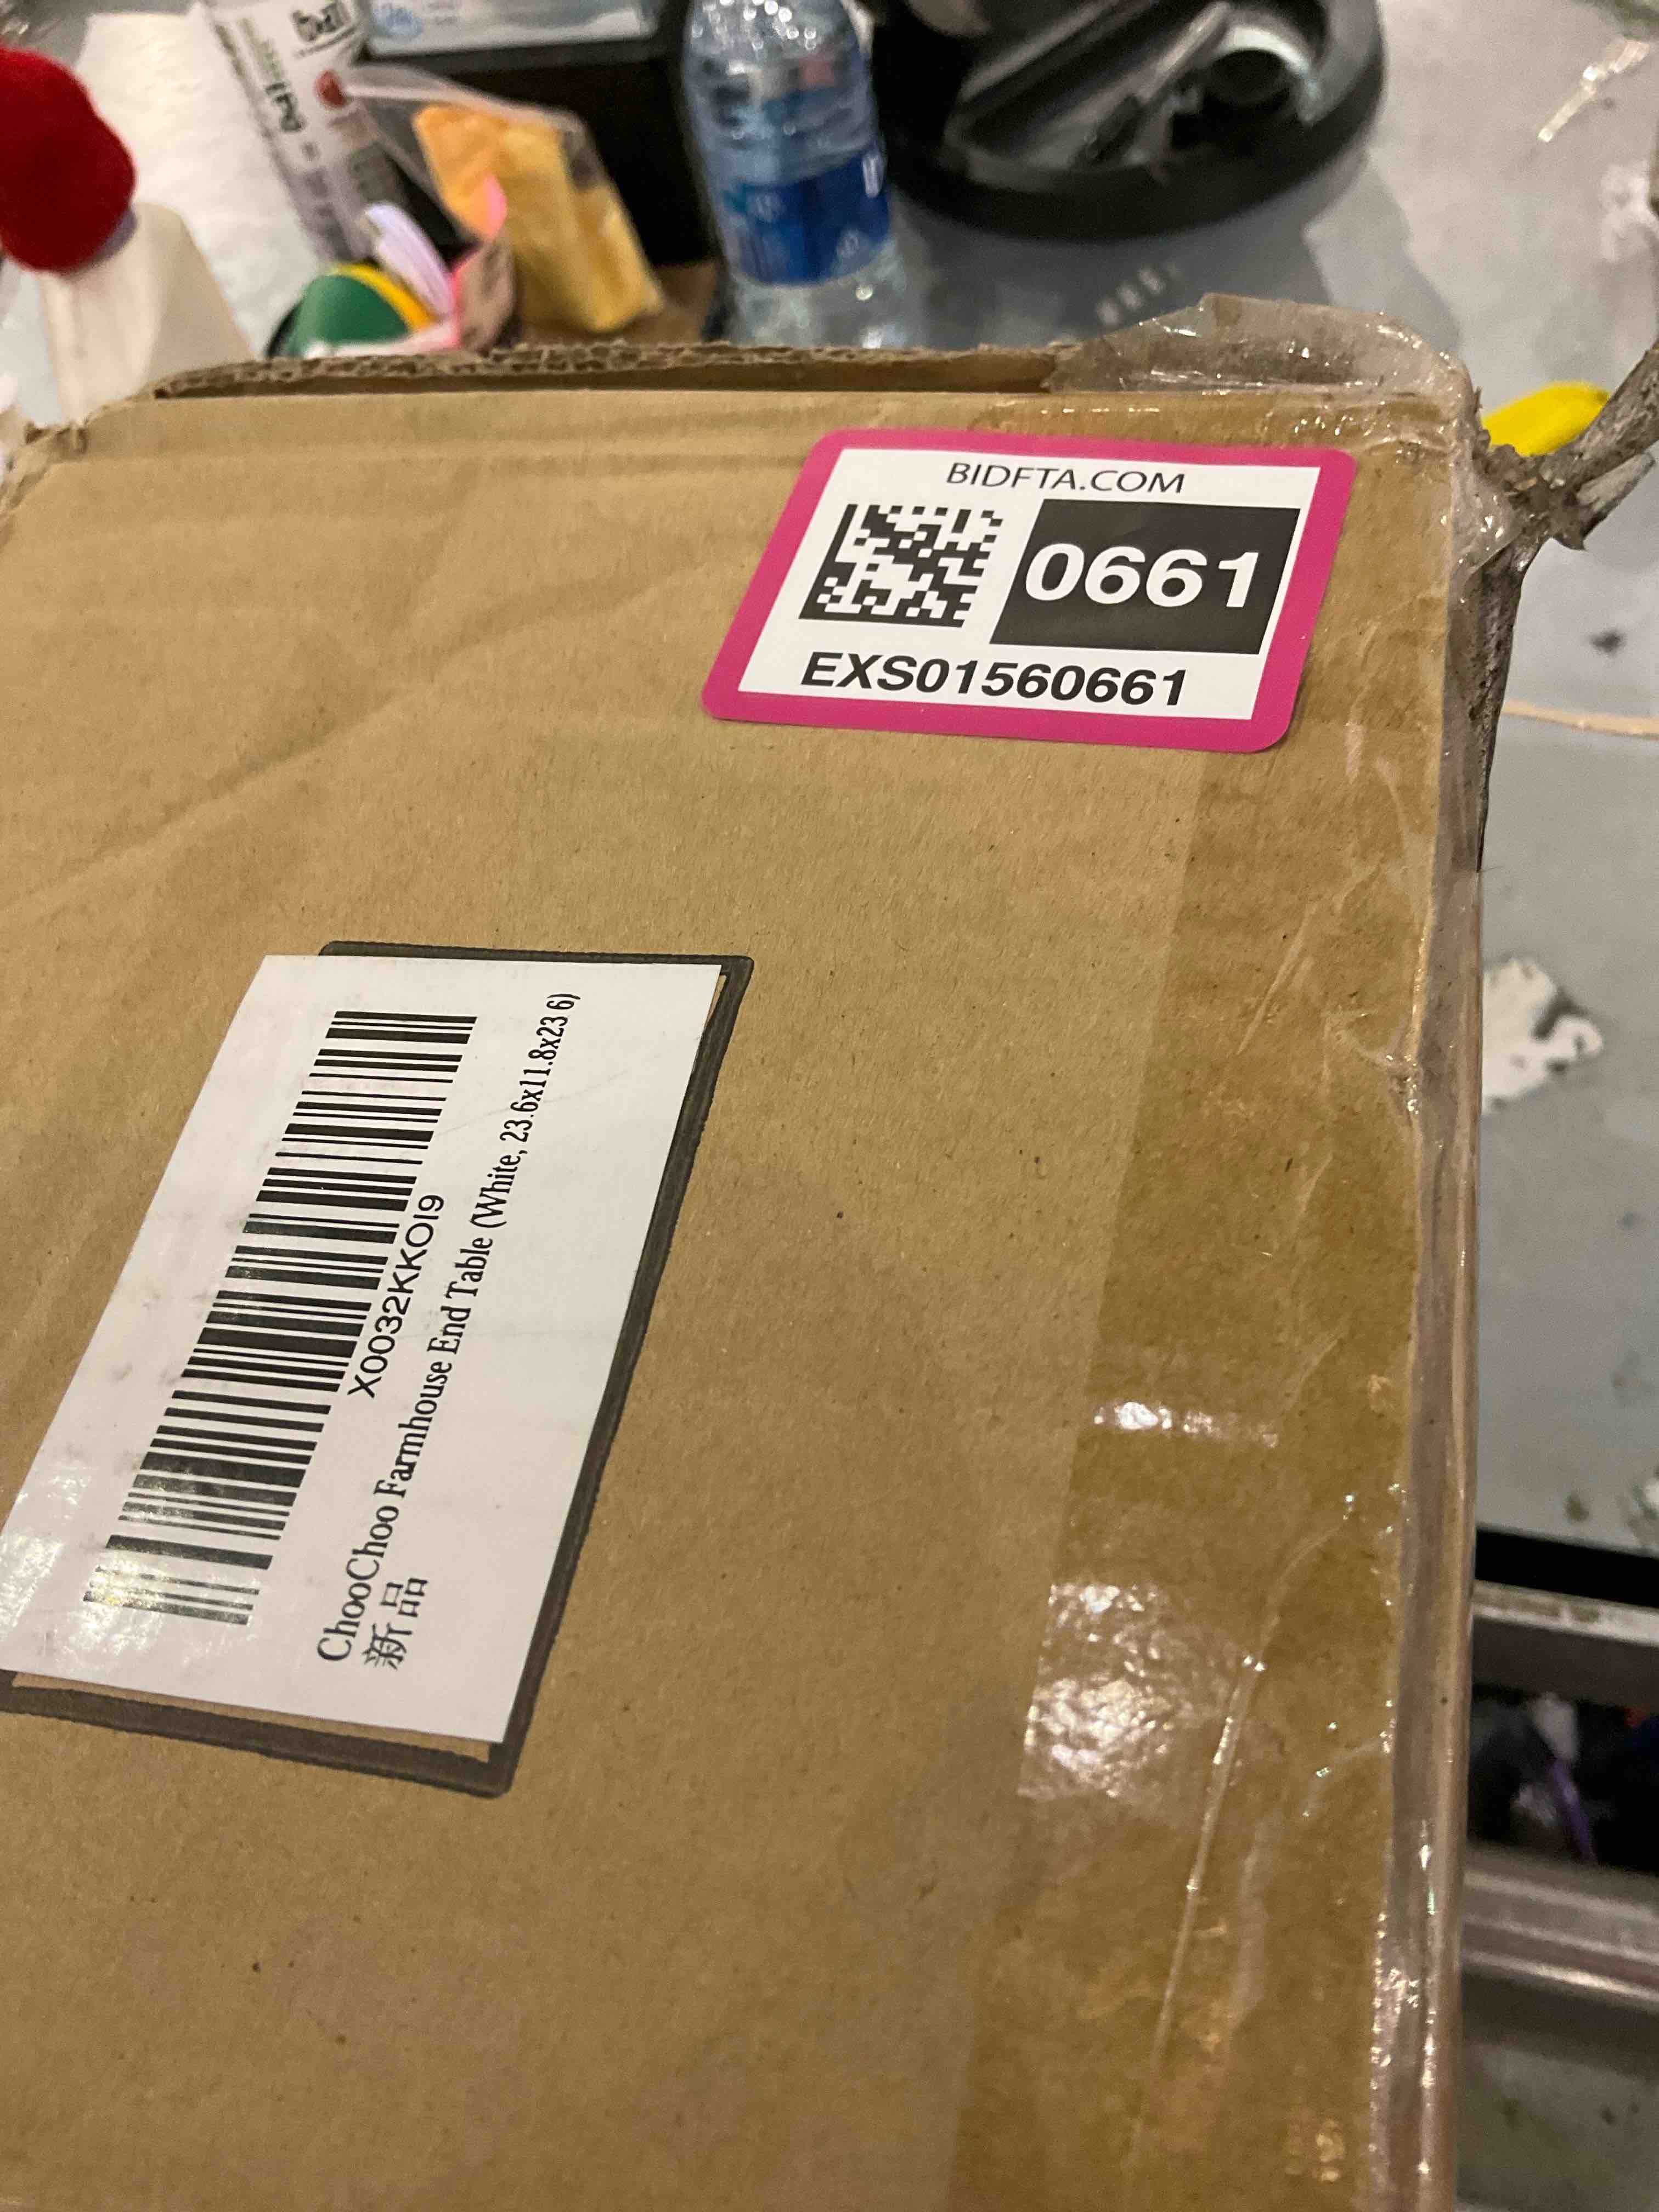 BIDFTA.COM
0661
EXS01560661
X0032KKOI9
ChooChoo Farmhouse End Table (White, 23.6x11.8x23 6)
新品